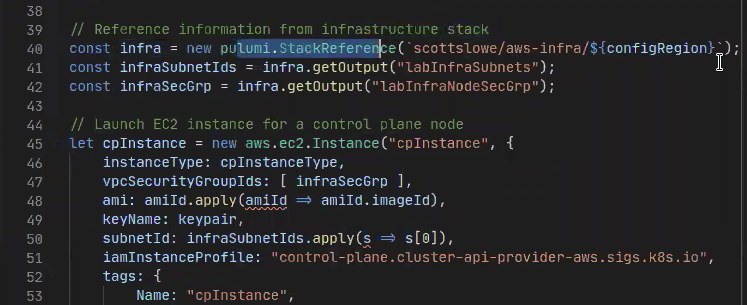 38
39 // Reference information from infrastructure stack
40 const infra = new pulumi.StackReference(`scottslowe/aws-infra/${configRegion}`);
41 const infraSubnetIds = infra.getOutput("labInfraSubnets");
42 const infraSecGrp = infra.getOutput("labInfraNodeSecGrp");
43
44 // Launch EC2 instance for a control plane node
45 let cpInstance = new aws.ec2.Instance("cpInstance", {
46 instanceType: cpInstanceType,
47 vpcSecurityGroupIds: [ infraSecGrp ],
48 ami: amiId.apply(amiId => amiId.imageId),
49 keyName: keypair,
50 subnetId: infraSubnetIds.apply(s => s[0]),
51 iamInstanceProfile: "control-plane.cluster-api-provider-aws.sigs.k8s.io",
52 tags: {
53 Name: "cpInstance",